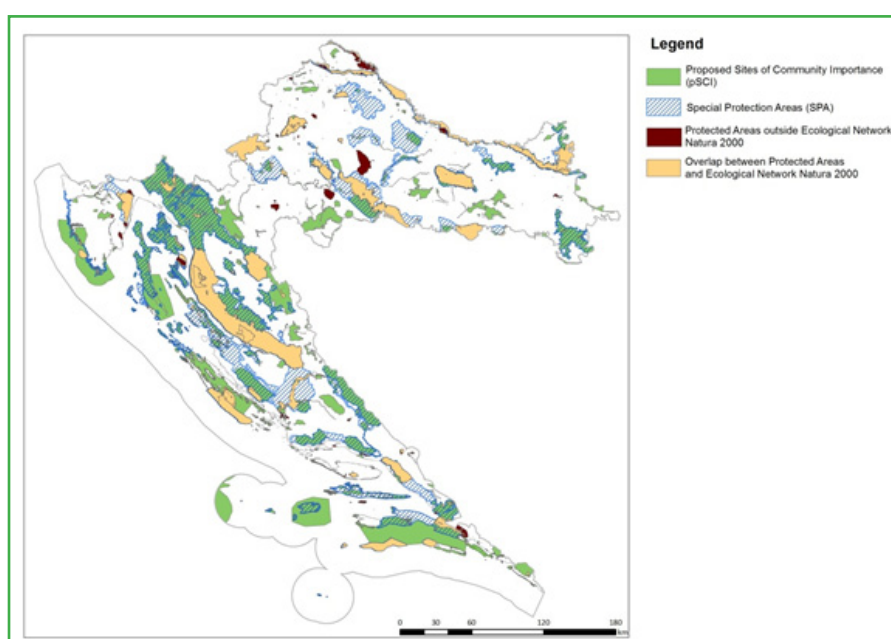 Legend
Proposed Sites of Community Importance
(pSCI)
Special Protection Areas (SPA)
Protected Areas outside Ecological Network
Natura 2000
Overlap between Protected Areas
and Ecological Network Natura 2000
0 30 60 120 180
km